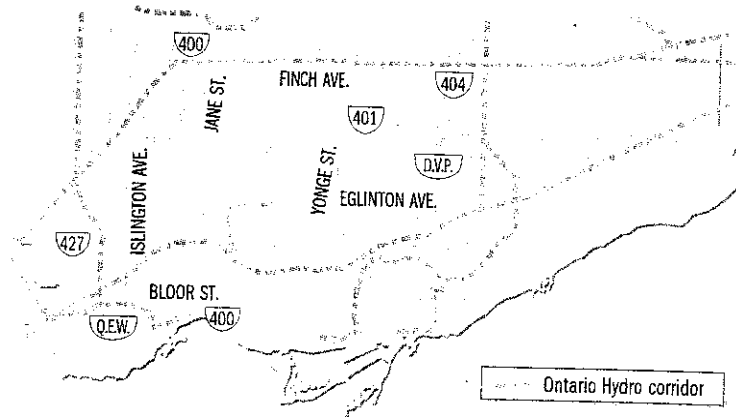 400
FINCH AVE.
404
JANE ST.
401
ISLINGTON AVE.
YONGE ST.
D.V.P.
EGLINTON AVE.
427
BLOOR ST.
Q.E.W.
400
Ontario Hydro corridor